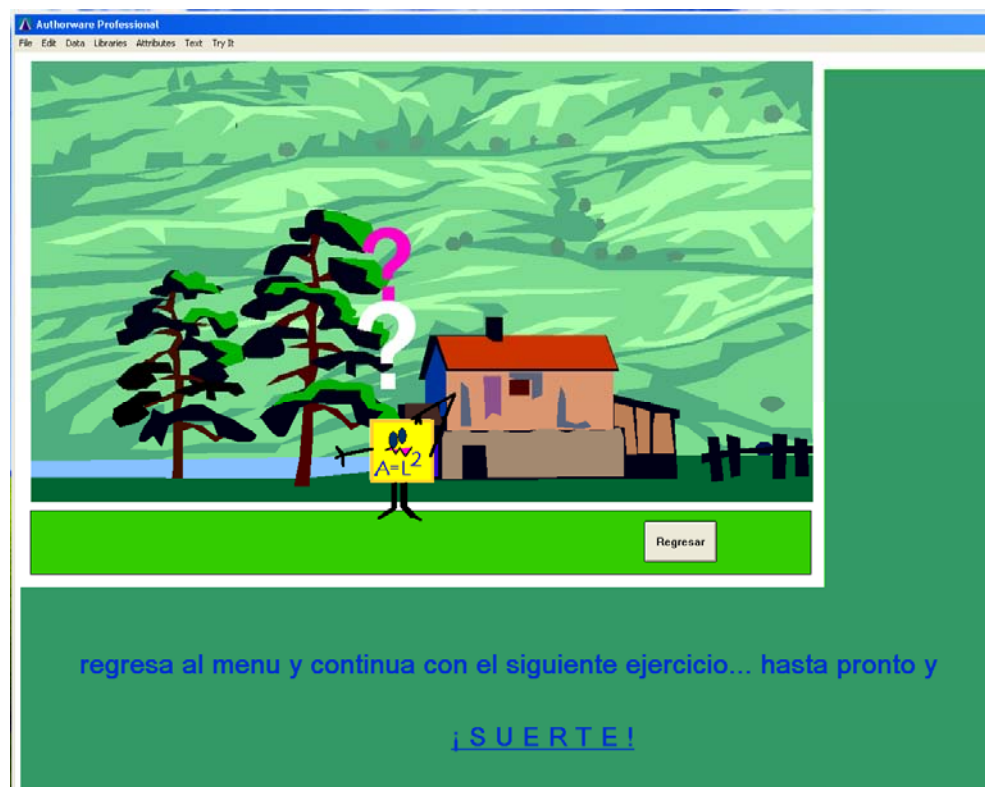 Authorware Professional
File Edit Data Libraries Attributes Text Try It
?
?
A=L²
Regresar
regresa al menu y continua con el siguiente ejercicio... hasta pronto y
¡ S U E R T E !